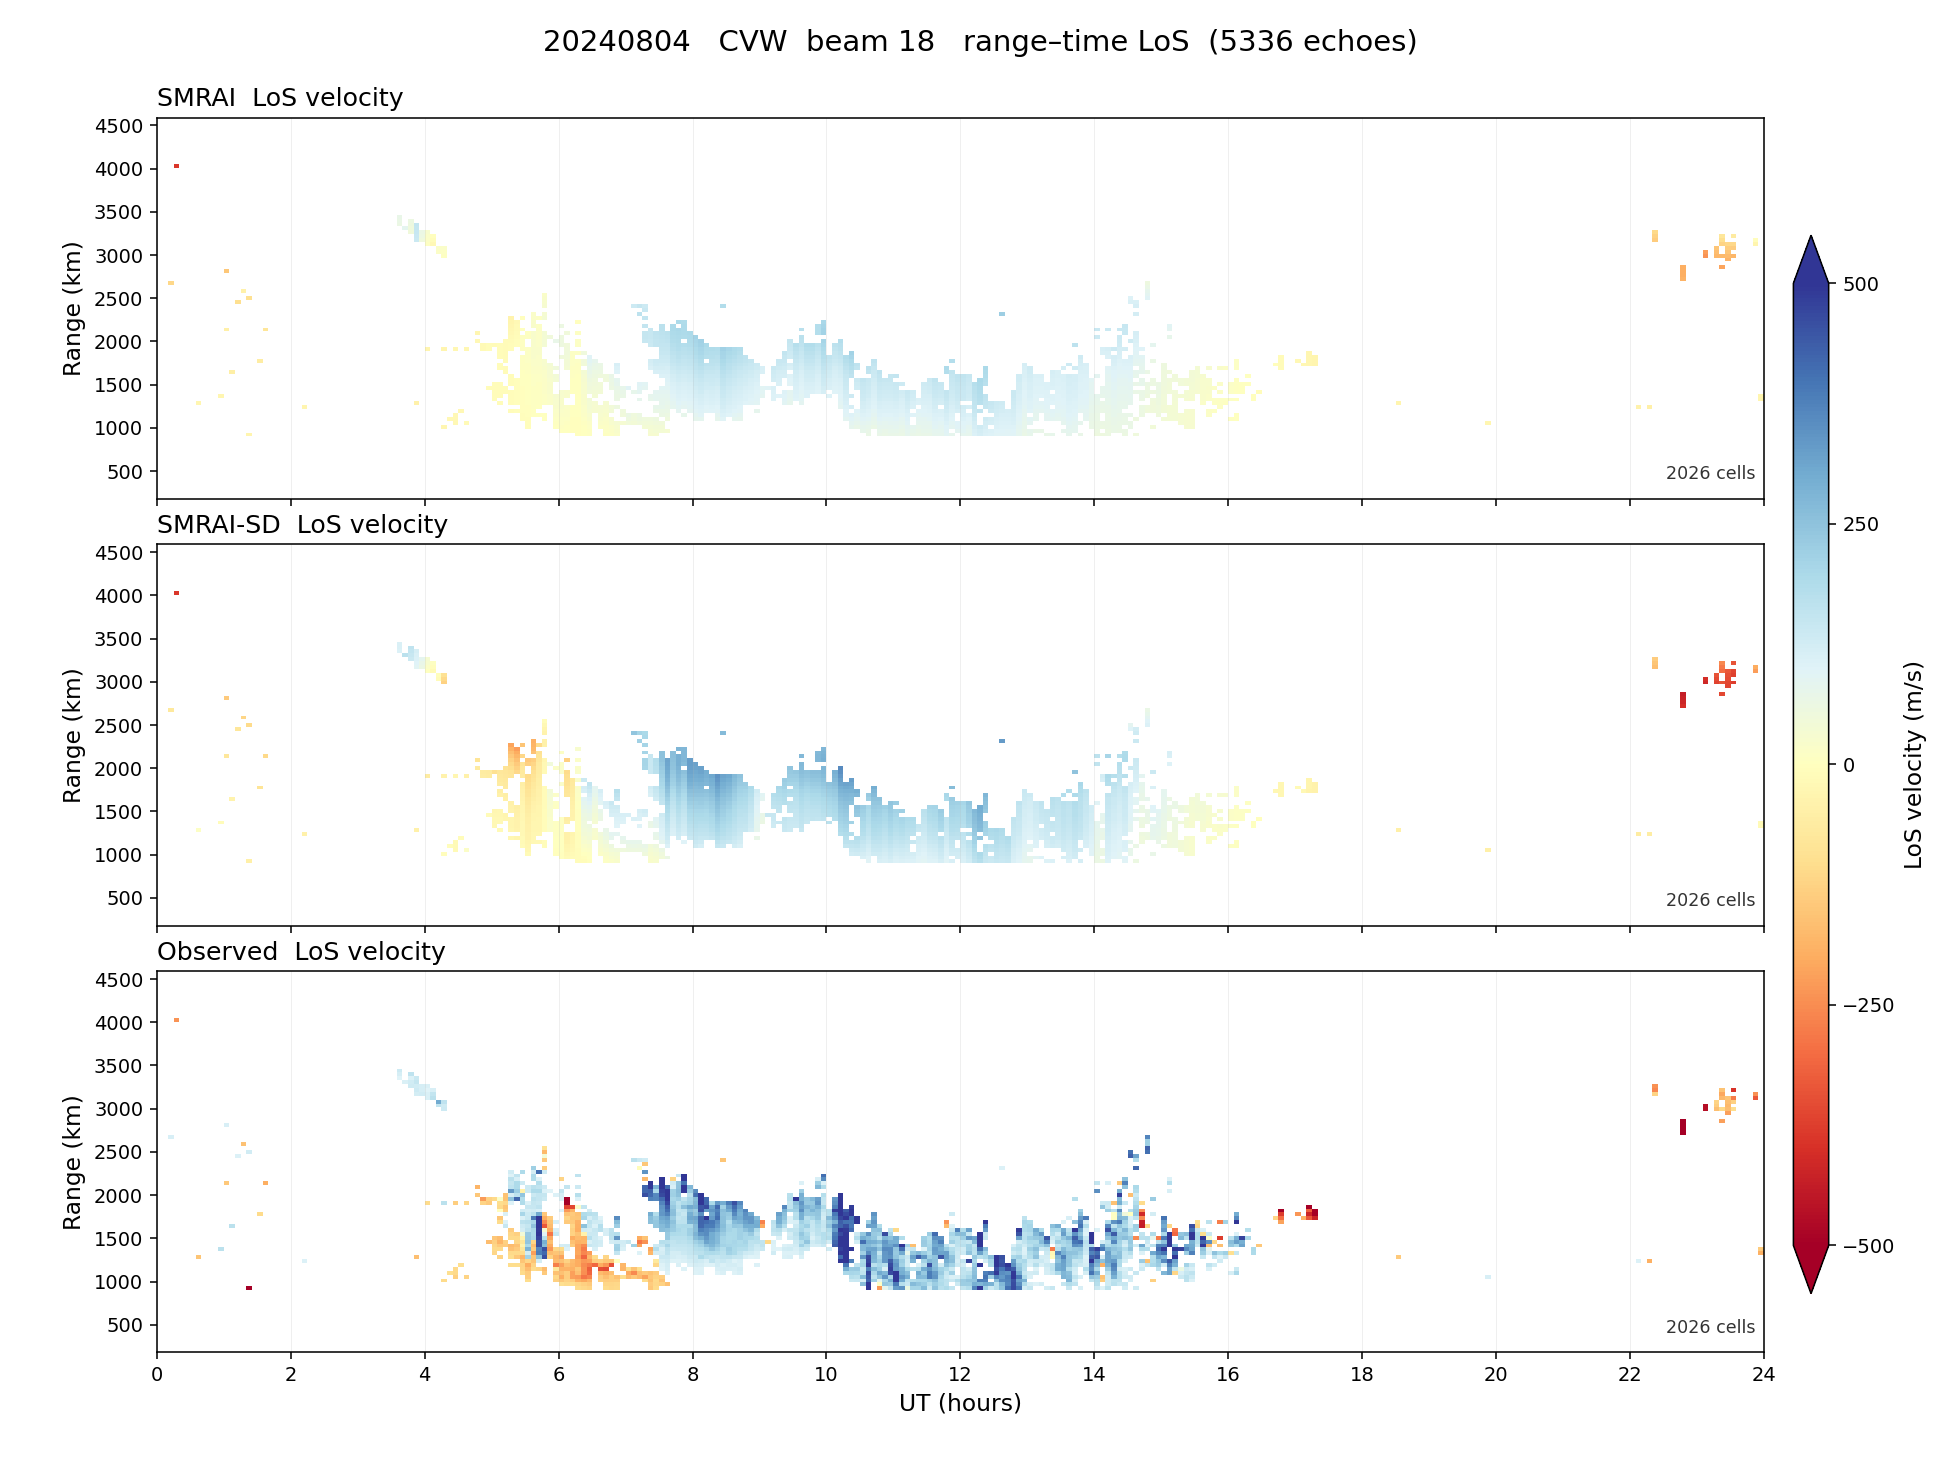 20240804   CVW  beam 18   range–time LoS  (5336 echoes)
SMRAI  LoS velocity
4500
4000
3500
3000
2500
2000
1500
1000
500
Range (km)
2026 cells
SMRAI-SD  LoS velocity
4500
4000
3500
3000
2500
2000
1500
1000
500
Range (km)
2026 cells
Observed  LoS velocity
4500
4000
3500
3000
2500
2000
1500
1000
500
Range (km)
2026 cells
0 2 4 6 8 10 12 14 16 18 20 22 24
UT (hours)
500
250
0
−250
−500
LoS velocity (m/s)